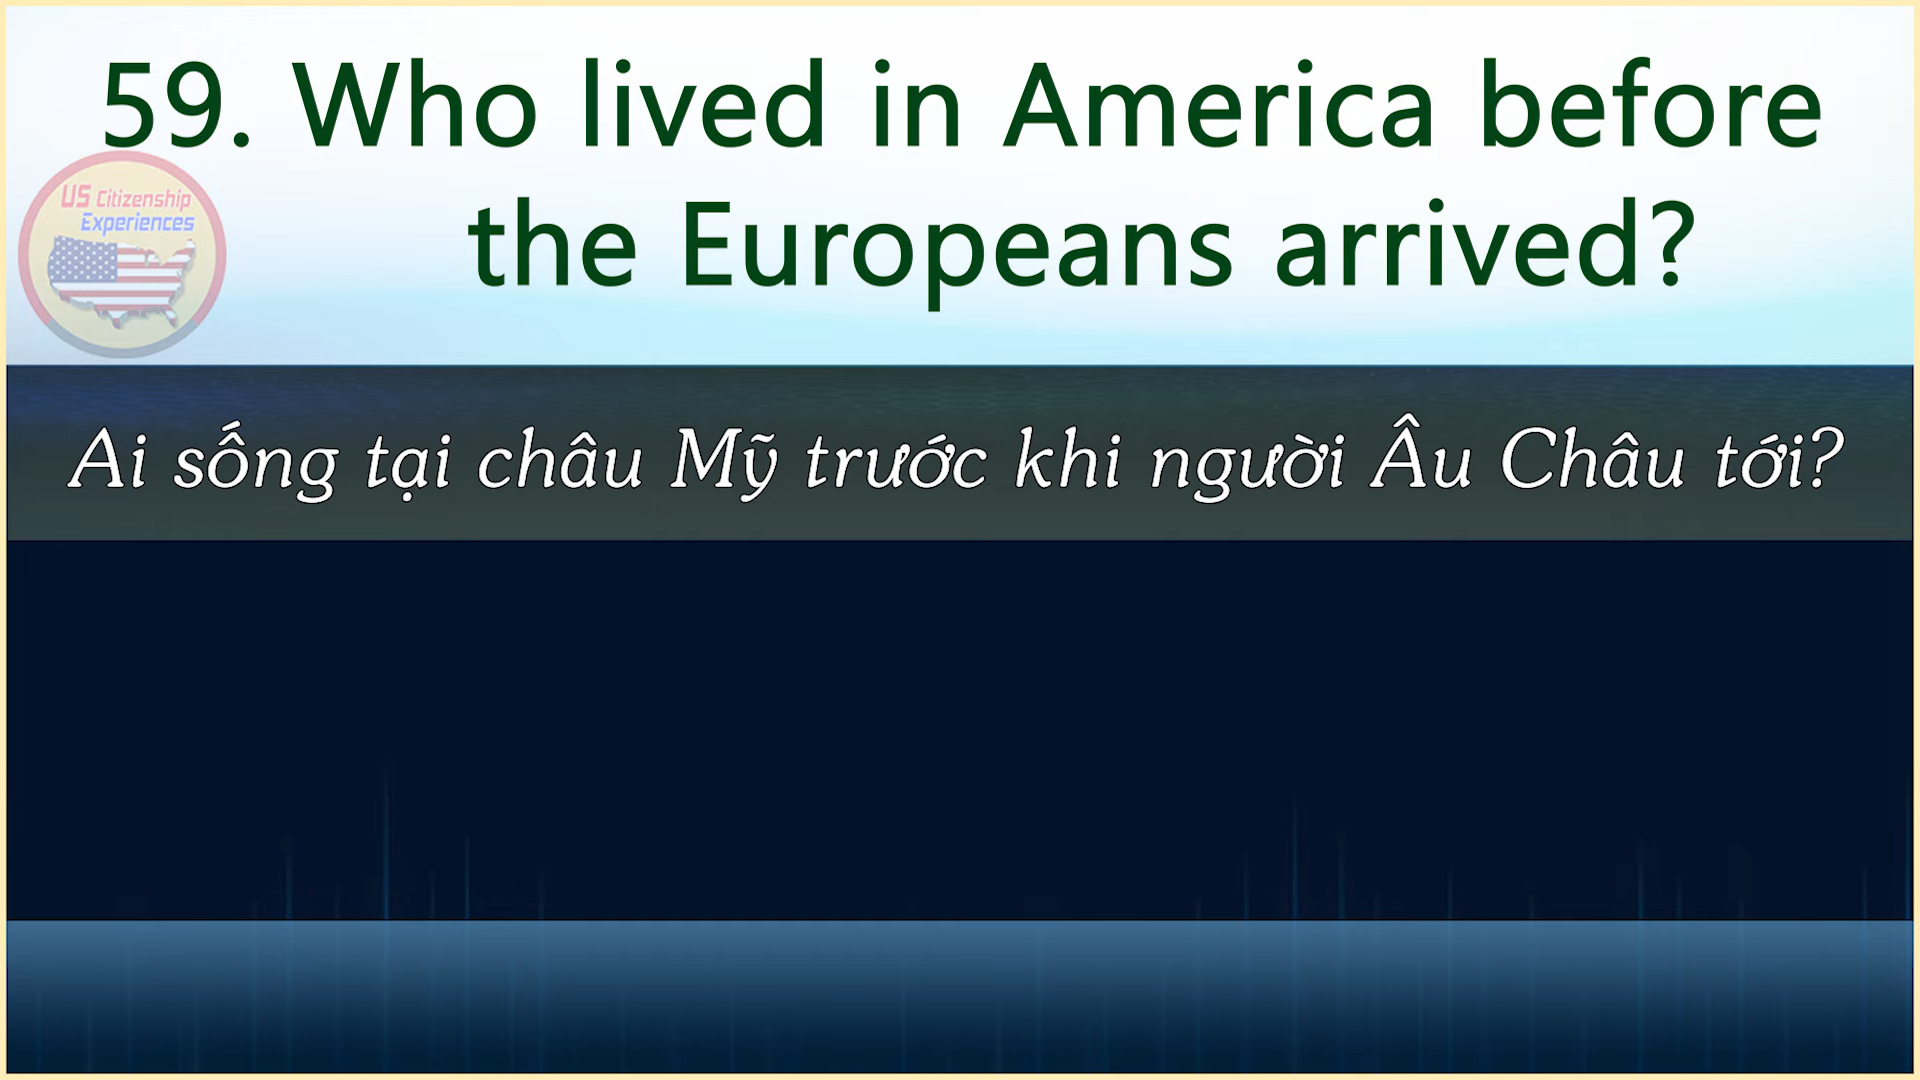 59. Who lived in America before
the Europeans arrived?
US Citizenship
Experiences
Ai sống tại châu Mỹ trước khi người Âu Châu tới?